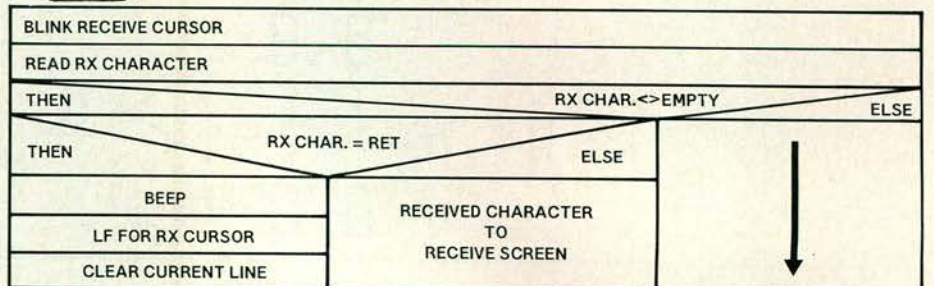 BLINK RECEIVE CURSOR
READ RX CHARACTER
THEN RX CHAR.<>EMPTY ELSE
THEN RX CHAR. = RET ELSE
BEEP
LF FOR RX CURSOR
CLEAR CURRENT LINE
RECEIVED CHARACTER
TO
RECEIVE SCREEN